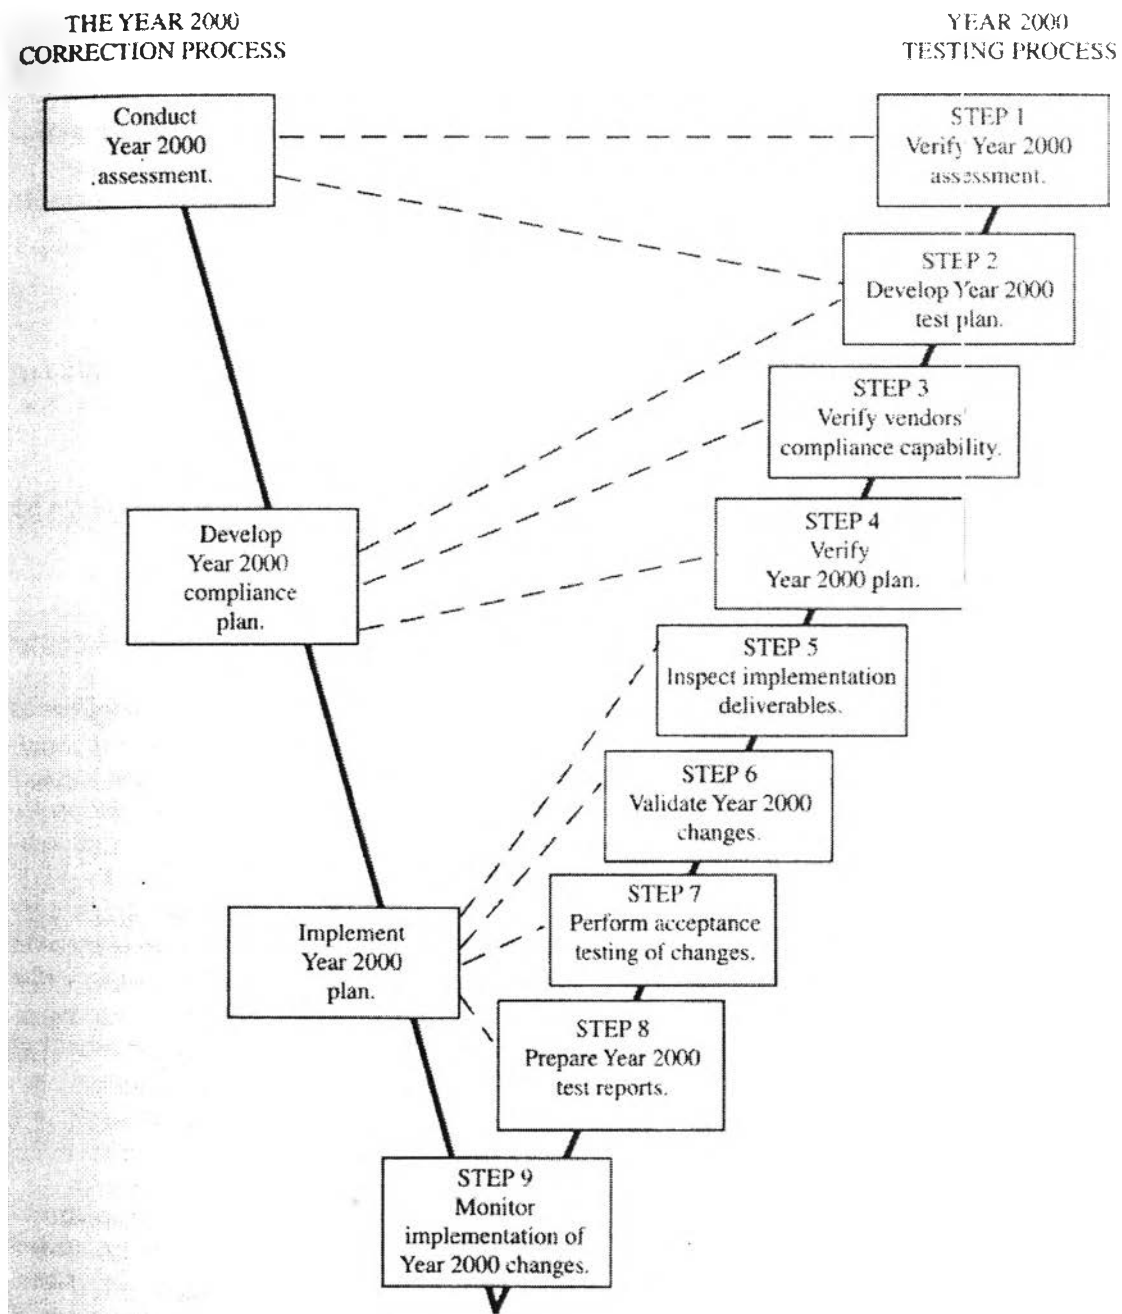 THE YEAR 2000
CORRECTION PROCESS
YEAR 2000
TESTING PROCESS
Conduct
Year 2000
assessment.
STEP 1
Verify Year 2000
assessment.
STEP 2
Develop Year 2000
test plan.
STEP 3
Verify vendors'
compliance capability.
STEP 4
Verify
Year 2000 plan.
Develop
Year 2000
compliance
plan.
STEP 5
Inspect implementation
deliverables.
STEP 6
Validate Year 2000
changes.
STEP 7
Perform acceptance
testing of changes.
Implement
Year 2000
plan.
STEP 8
Prepare Year 2000
test reports.
STEP 9
Monitor
implementation of
Year 2000 changes.